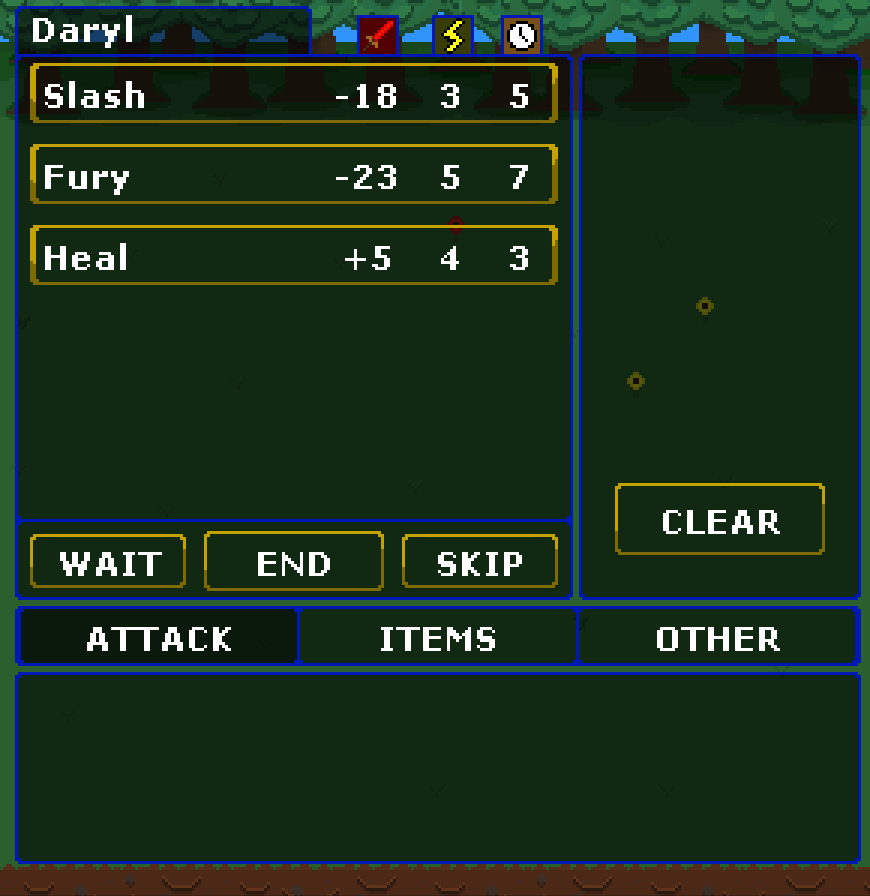 Daryl
Slash -18 3 5
Fury -23 5 7
Heal +5 4 3
CLEAR
WAIT END SKIP
ATTACK ITEMS OTHER